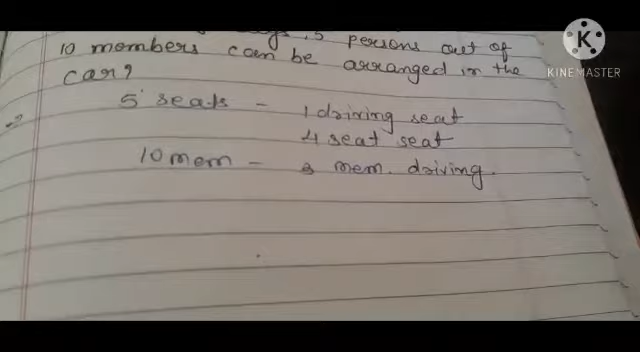 , 5 persons out of
10 members can be arranged in the
car?
5 seats - 1 driving seat
4 seat seat
10 mem - 3 mem. driving.
K
KINEMASTER